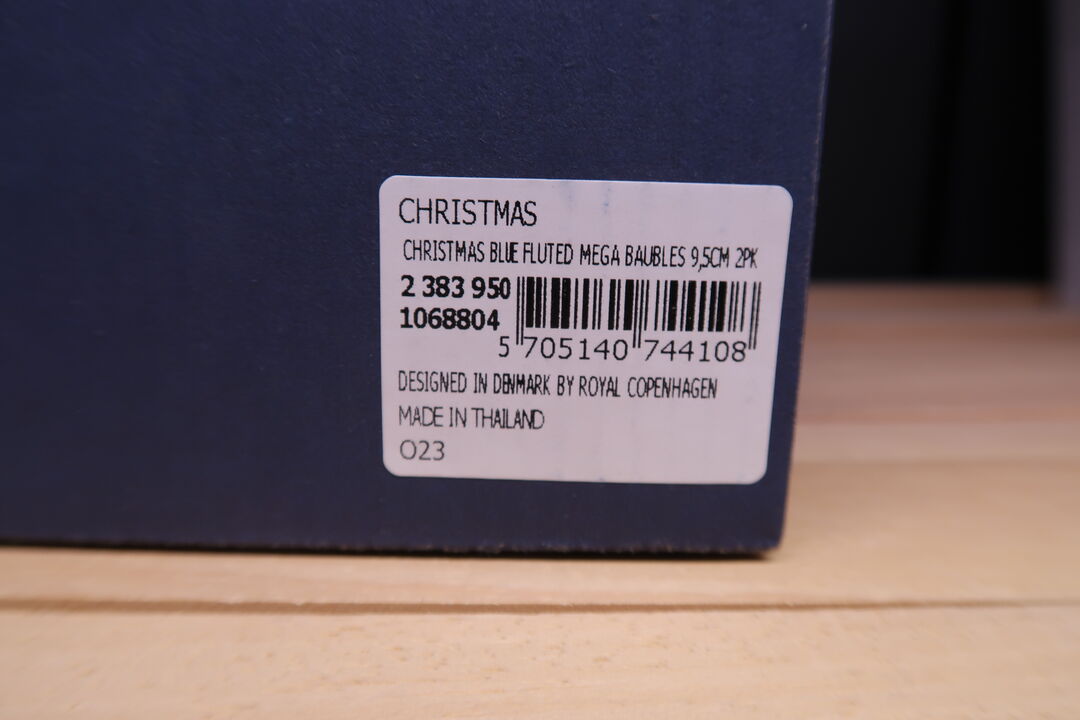 CHRISTMAS
CHRISTMAS BLUE FLUTED MEGA BAUBLES 9,5CM 2PK
2 383 950
1068804
5 705140 744108
DESIGNED IN DENMARK BY ROYAL COPENHAGEN
MADE IN THAILAND
O23